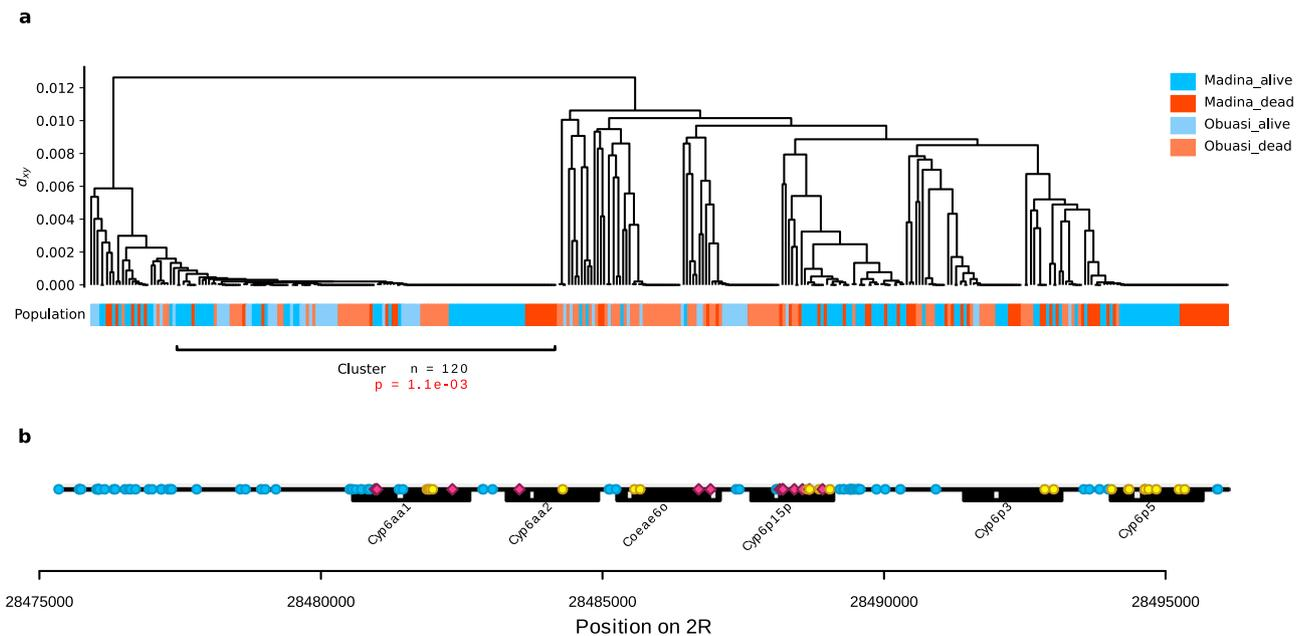 a
0.012
0.010
0.008
0.006
0.004
0.002
0.000
dxy
Madina_alive
Madina_dead
Obuasi_alive
Obuasi_dead
Population
Cluster n = 120
p = 1.1e-03
b
Cyp6aa1
Cyp6aa2
Coeae6o
Cyp6p15p
Cyp6p3
Cyp6p5
28475000
28480000
28485000
28490000
28495000
Position on 2R